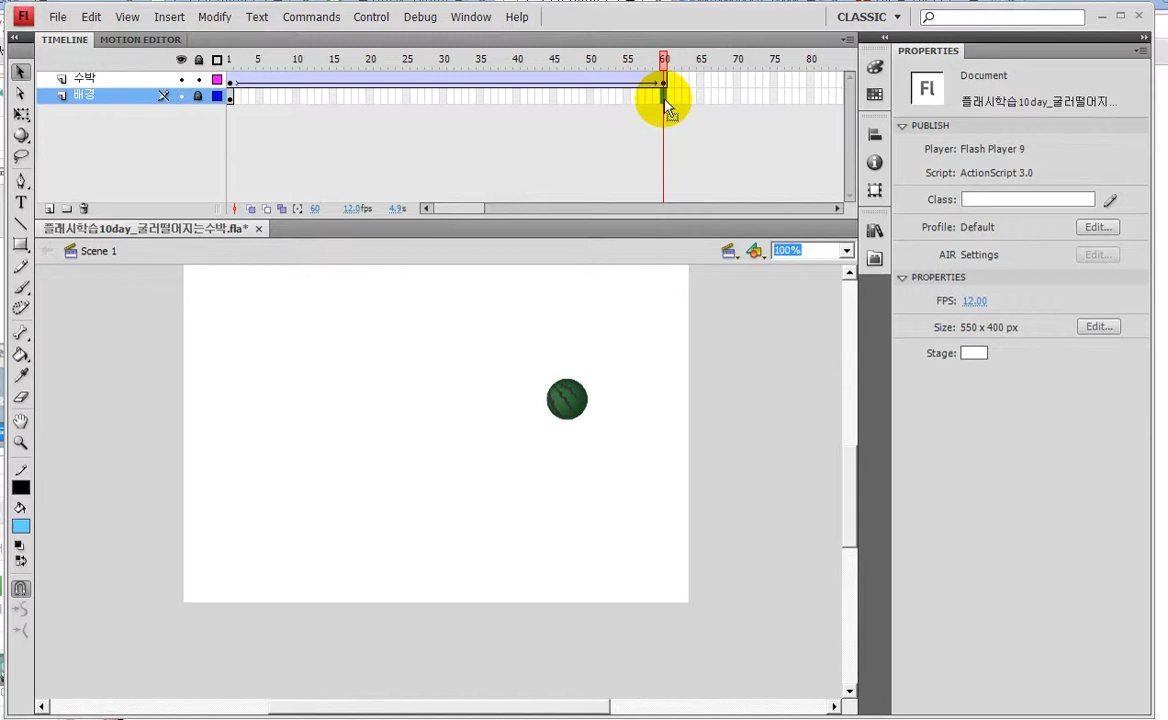 Fl File Edit View Insert Modify Text Commands Control Debug Window Help CLASSIC
TIMELINE MOTION EDITOR
1 5 10 15 20 25 30 35 40 45 50 55 60 65 70 75 80
수박
배경
60 12.0fps 4.9s
플래시학습10day_굴러떨어지는수박.fla*
Scene 1
100%
PROPERTIES
Fl
Document
플래시학습10day_굴러떨어지...
PUBLISH
Player: Flash Player 9
Script: ActionScript 3.0
Class:
Profile: Default Edit...
AIR Settings Edit...
PROPERTIES
FPS: 12.00
Size: 550 x 400 px Edit...
Stage: